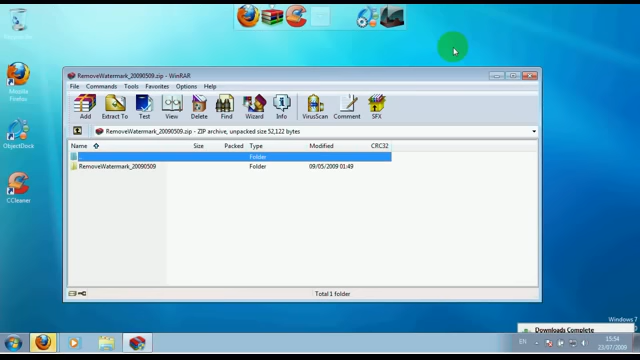 RemoveWatermark_20090509.zip - WinRAR
File Commands Tools Favorites Options Help
Add Extract To Test View Delete Find Wizard Info VirusScan Comment SFX
RemoveWatermark_20090509.zip - ZIP archive, unpacked size 52,122 bytes
Name Size Packed Type Modified CRC32
Folder
RemoveWatermark_20090509 Folder 09/05/2009 01:49
Total 1 folder
Mozilla
Firefox
ObjectDock
CCleaner
Windows 7
Downloads Complete
EN
15:54
23/07/2009